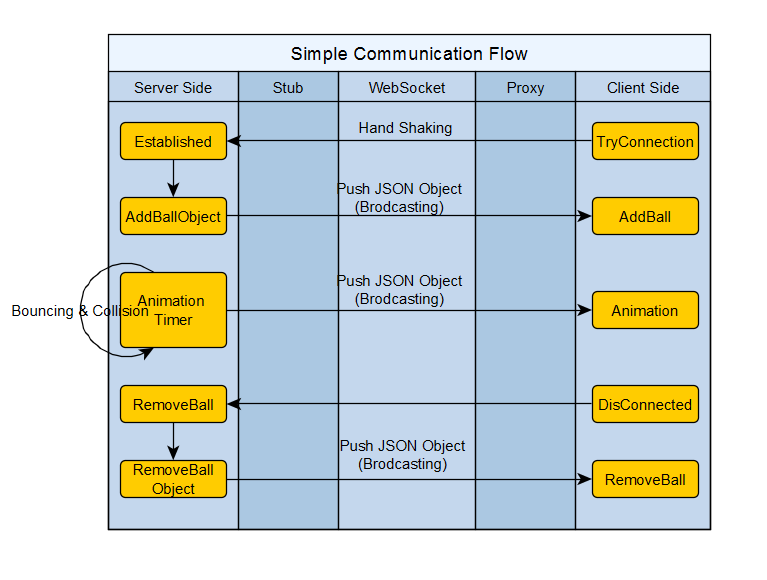 Simple Communication Flow
Server Side
Stub
WebSocket
Proxy
Client Side
Hand Shaking
Established
TryConnection
Push JSON Object
(Brodcasting)
AddBallObject
AddBall
Push JSON Object
(Brodcasting)
Bouncing & Collision
Animation
Timer
Animation
RemoveBall
DisConnected
Push JSON Object
(Brodcasting)
RemoveBall
Object
RemoveBall